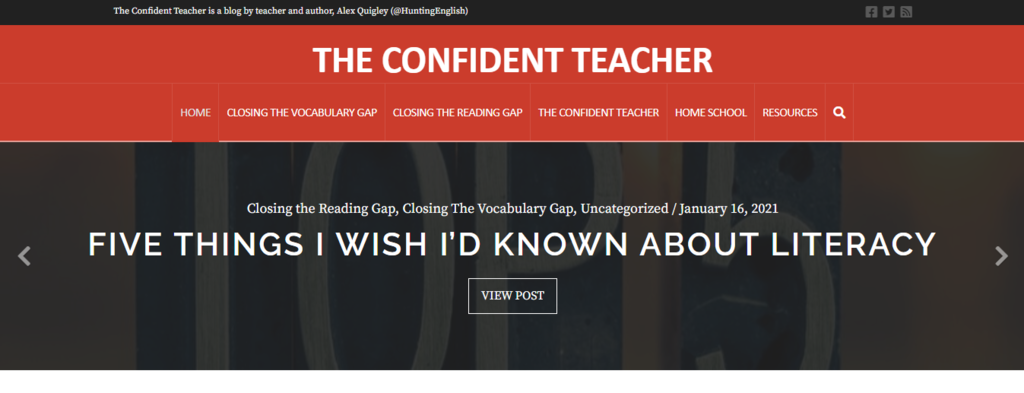 The Confident Teacher is a blog by teacher and author, Alex Quigley (@HuntingEnglish)
THE CONFIDENT TEACHER
HOME CLOSING THE VOCABULARY GAP CLOSING THE READING GAP THE CONFIDENT TEACHER HOME SCHOOL RESOURCES
Closing the Reading Gap, Closing The Vocabulary Gap, Uncategorized / January 16, 2021
FIVE THINGS I WISH I'D KNOWN ABOUT LITERACY
VIEW POST
TOP 5